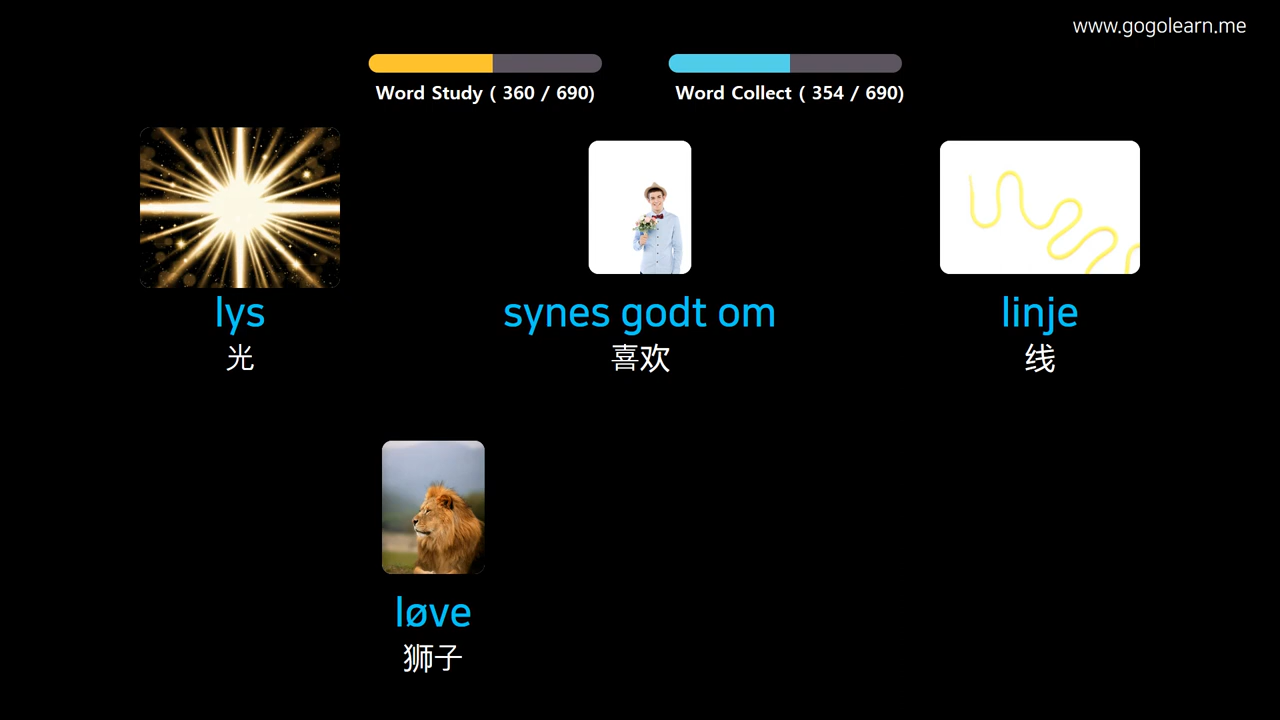 www.gogolearn.me
Word Study ( 360 / 690)
Word Collect ( 354 / 690)
lys
光
synes godt om
喜欢
linje
线
løve
狮子